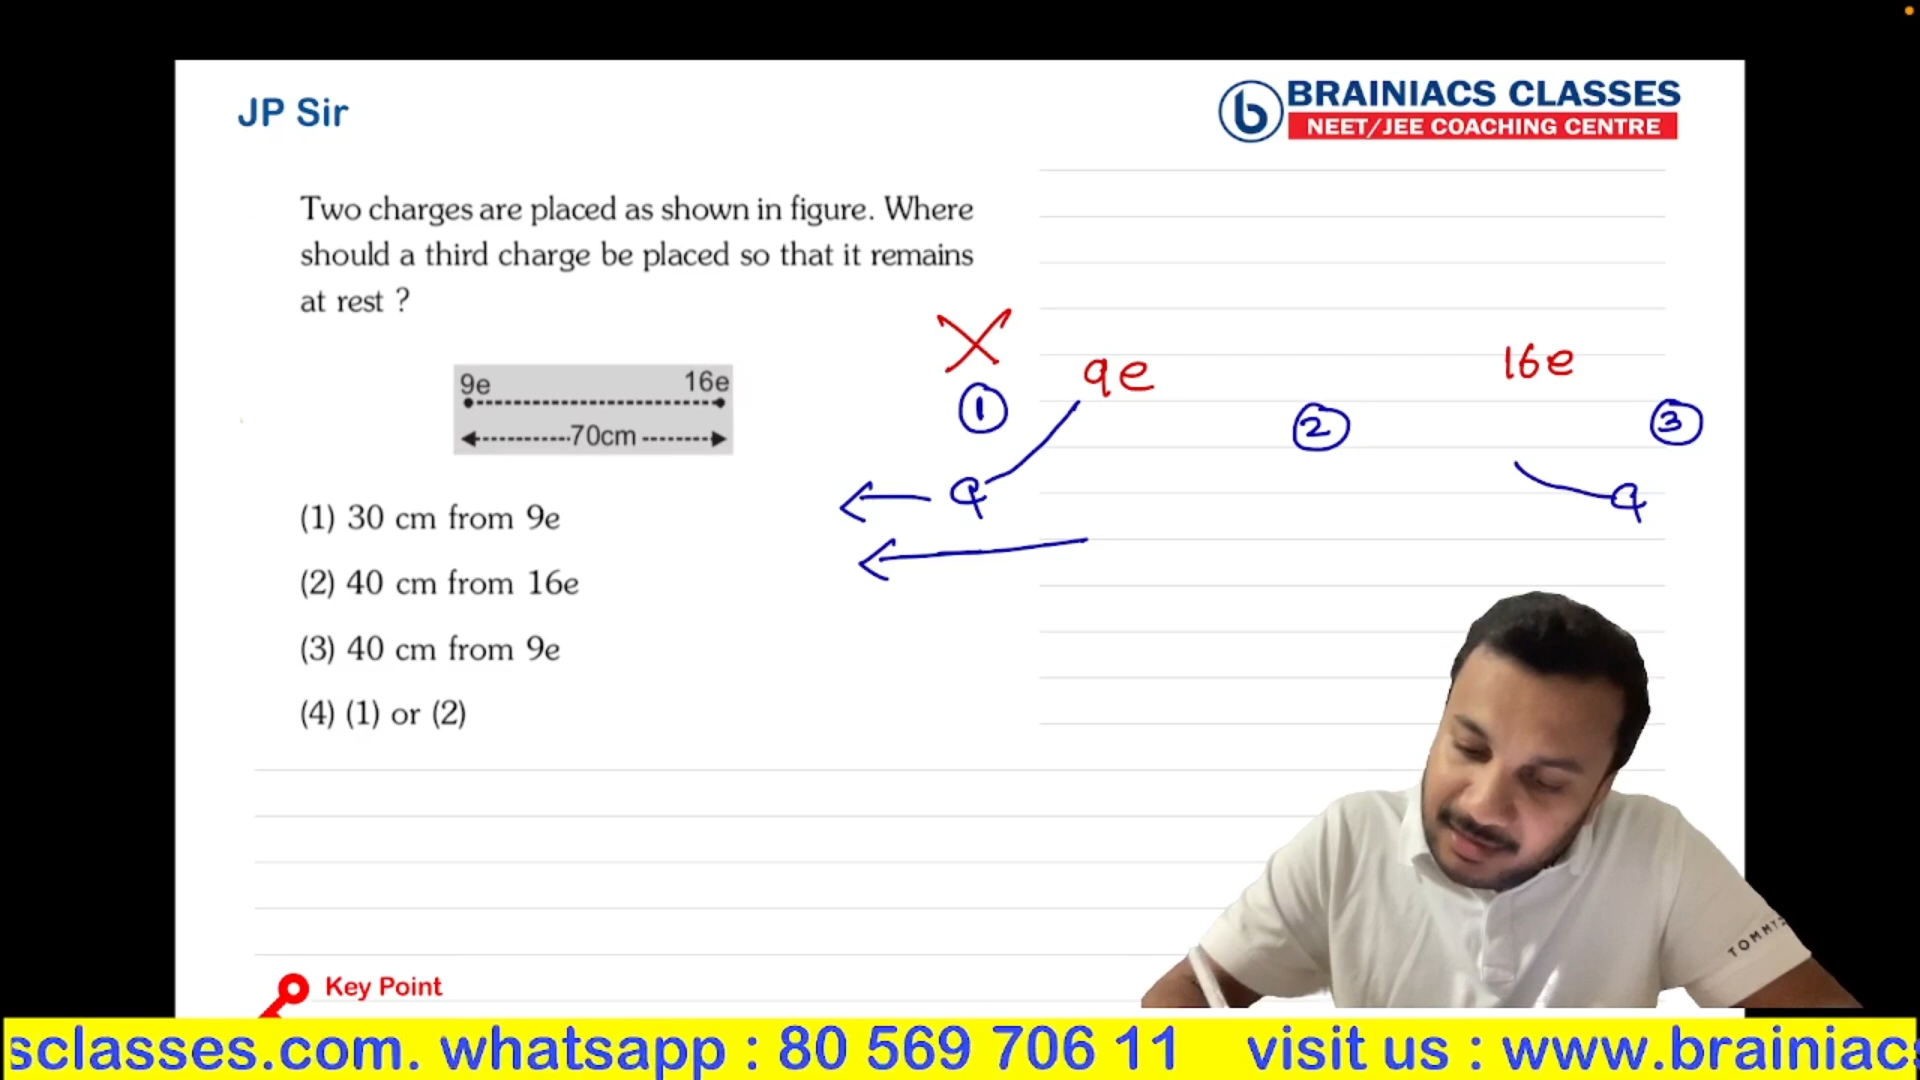 JP Sir
b BRAINIACS CLASSES
NEET/JEE COACHING CENTRE
Two charges are placed as shown in figure. Where
should a third charge be placed so that it remains
at rest ?
9e 16e
70cm
(1) 30 cm from 9e
(2) 40 cm from 16e
(3) 40 cm from 9e
(4) (1) or (2)
9e 16e
1 2 3
q q
Key Point
sclasses.com. whatsapp : 80 569 706 11 visit us : www.brainiacs